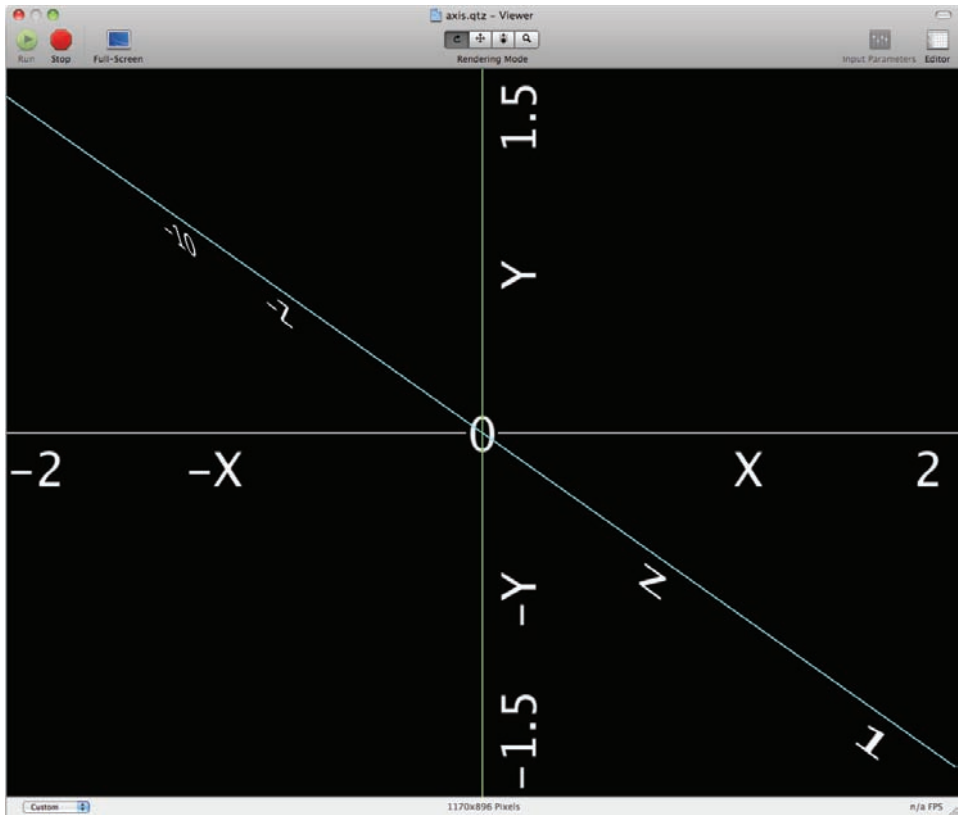 axis.qtz – Viewer
Run
Stop
Full-Screen
Rendering Mode
Input Parameters
Editor
1.5
Y
-10
-Z
0
-2
-X
X
2
-Y
Z
-1.5
1
Custom
1170x896 Pixels
n/a FPS